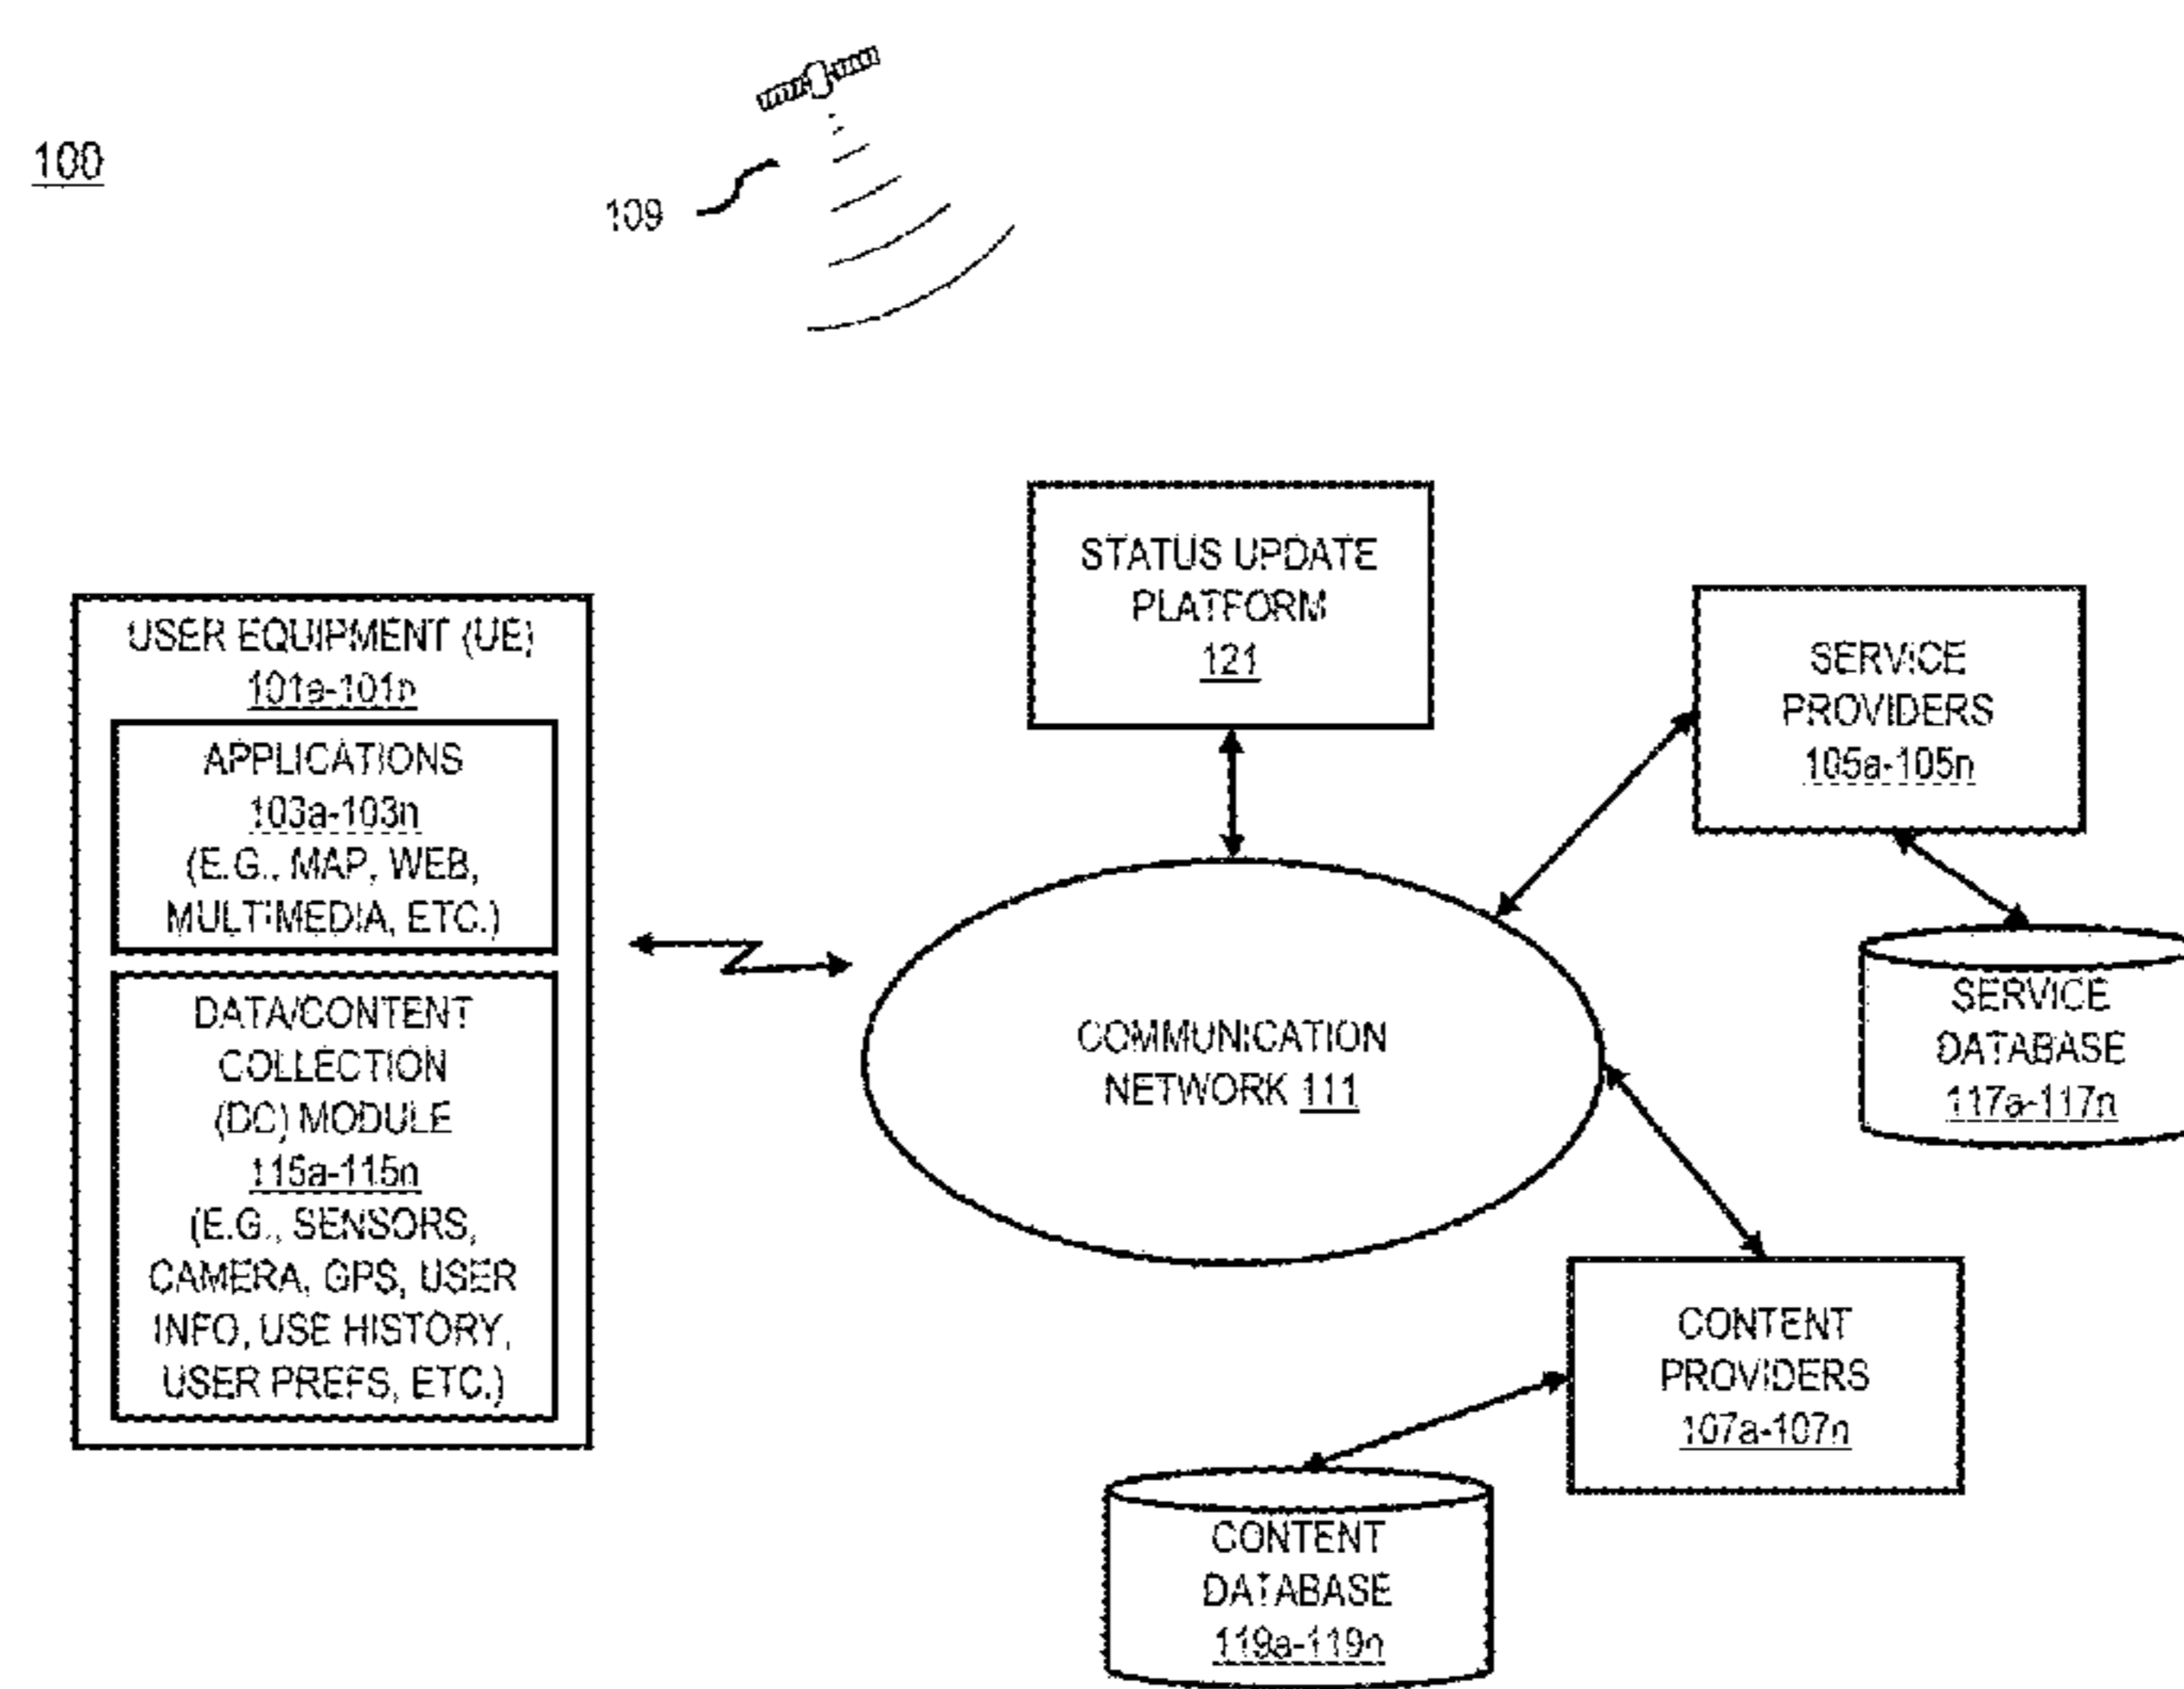 100
109
STATUS UPDATE
PLATFORM
121
USER EQUIPMENT (UE)
101a-101n
APPLICATIONS
103a-103n
(E.G., MAP, WEB,
MULTIMEDIA, ETC.)
DATA/CONTENT
COLLECTION
(DC) MODULE
115a-115n
(E.G., SENSORS,
CAMERA, GPS, USER
INFO, USE HISTORY,
USER PREFS, ETC.)
COMMUNICATION
NETWORK 111
SERVICE
PROVIDERS
105a-105n
SERVICE
DATABASE
117a-117n
CONTENT
PROVIDERS
107a-107n
CONTENT
DATABASE
119a-119n